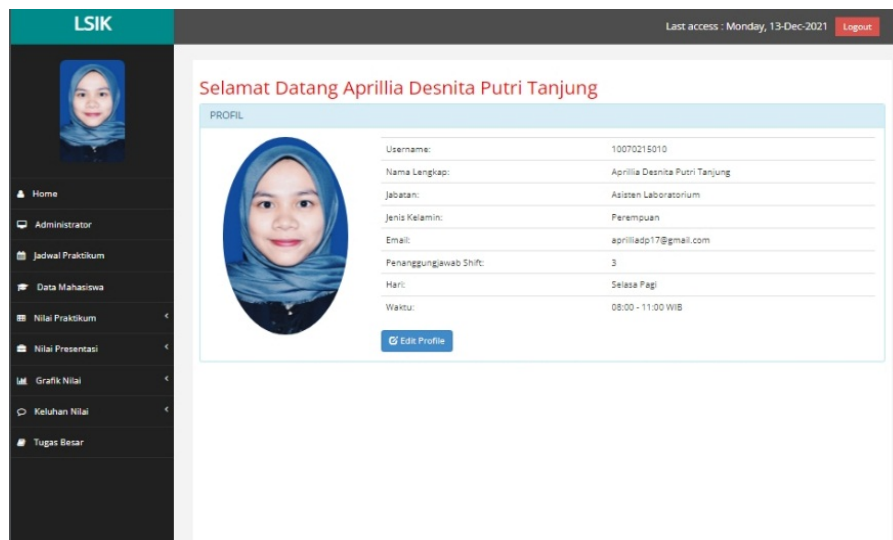 LSIK
Last access : Monday, 13-Dec-2021 Logout
Selamat Datang Aprillia Desnita Putri Tanjung
PROFIL
Username: 10070215010
Nama Lengkap: Aprillia Desnita Putri Tanjung
Jabatan: Asisten Laboratorium
Jenis Kelamin: Perempuan
Email: aprilliadp17@gmail.com
Penanggungjawab Shift: 3
Hari: Selasa Pagi
Waktu: 08:00 - 11:00 WIB
Edit Profile
Home
Administrator
Jadwal Praktikum
Data Mahasiswa
Nilai Praktikum
Nilai Presentasi
Grafik Nilai
Keluhan Nilai
Tugas Besar